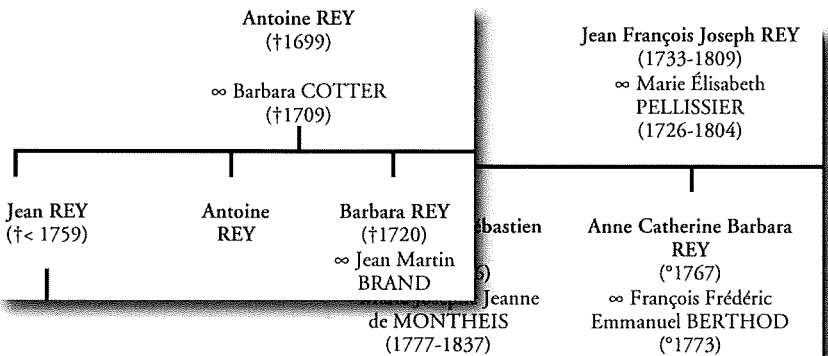 Antoine REY
(†1699)
∞ Barbara COTTER
(†1709)
Jean REY
(†< 1759)
Antoine
REY
Barbara REY
(†1720)
∞ Jean Martin
BRAND
Jean François Joseph REY
(1733-1809)
∞ Marie Élisabeth
PELLISSIER
(1726-1804)
Jeanne
de MONTHEIS
(1777-1837)
Anne Catherine Barbara
REY
(°1767)
∞ François Frédéric
Emmanuel BERTHOD
(°1773)